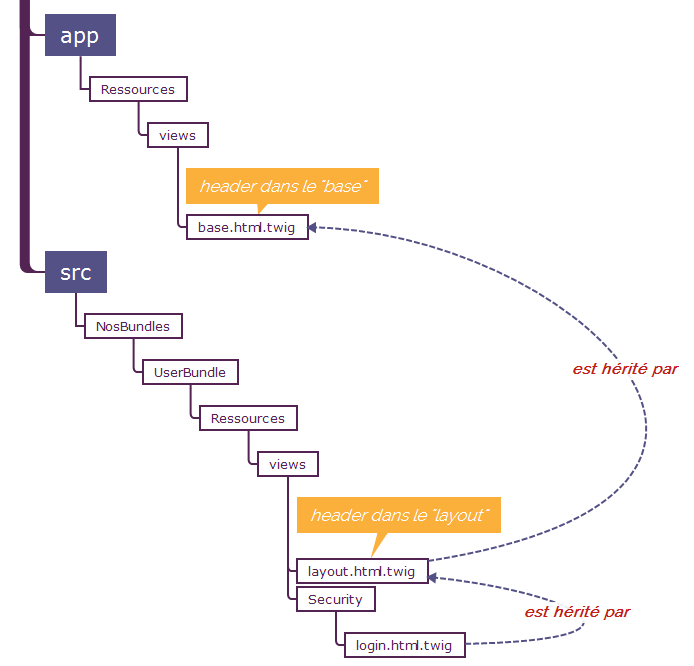 app
Ressources
views
header dans le "base"
base.html.twig
src
NosBundles
est hérité par
UserBundle
Ressources
views
header dans le "layout"
layout.html.twig
Security
est hérité par
login.html.twig